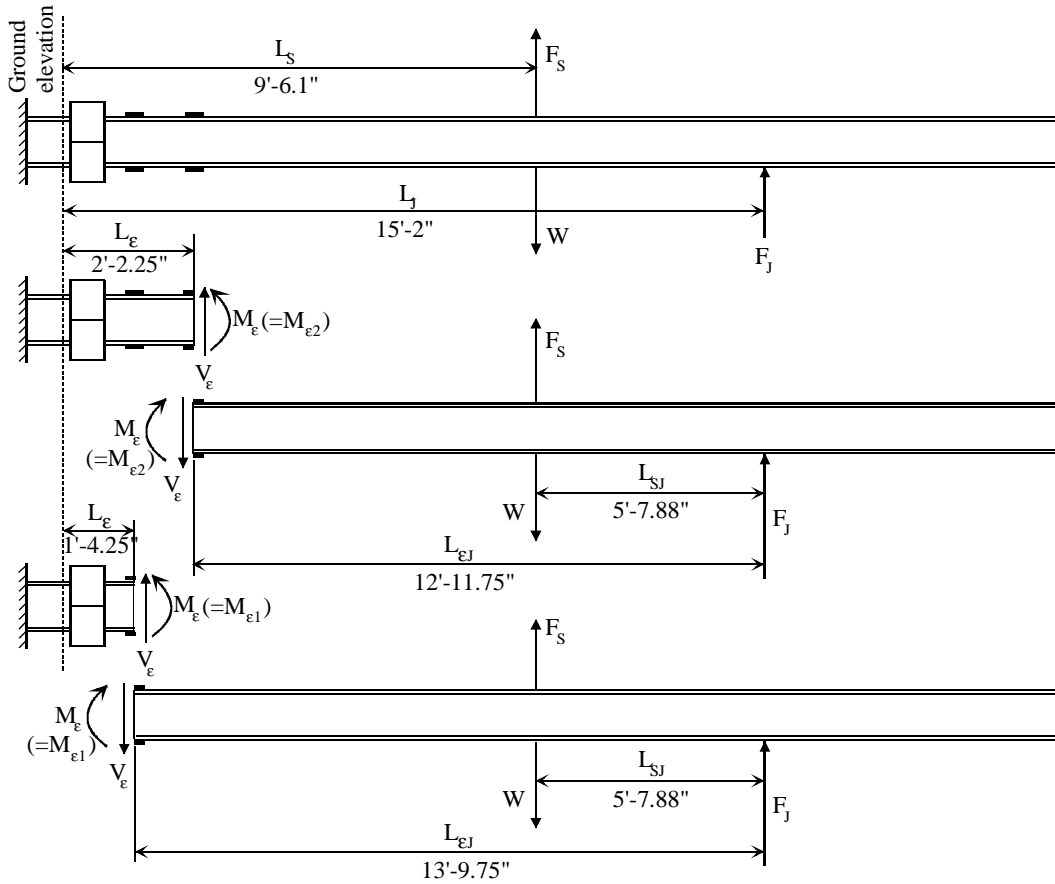 Ground
elevation
L_S
F_S
9'-6.1"
L_J
15'-2"
W
F_J
L_ε
2'-2.25"
M_ε(=M_ε2)
V_ε
F_S
M_ε
(=M_ε2)
V_ε
L_SJ
5'-7.88"
W
F_J
L_εJ
12'-11.75"
L_ε
1'-4.25"
M_ε(=M_ε1)
V_ε
F_S
M_ε
(=M_ε1)
V_ε
L_SJ
5'-7.88"
W
F_J
L_εJ
13'-9.75"